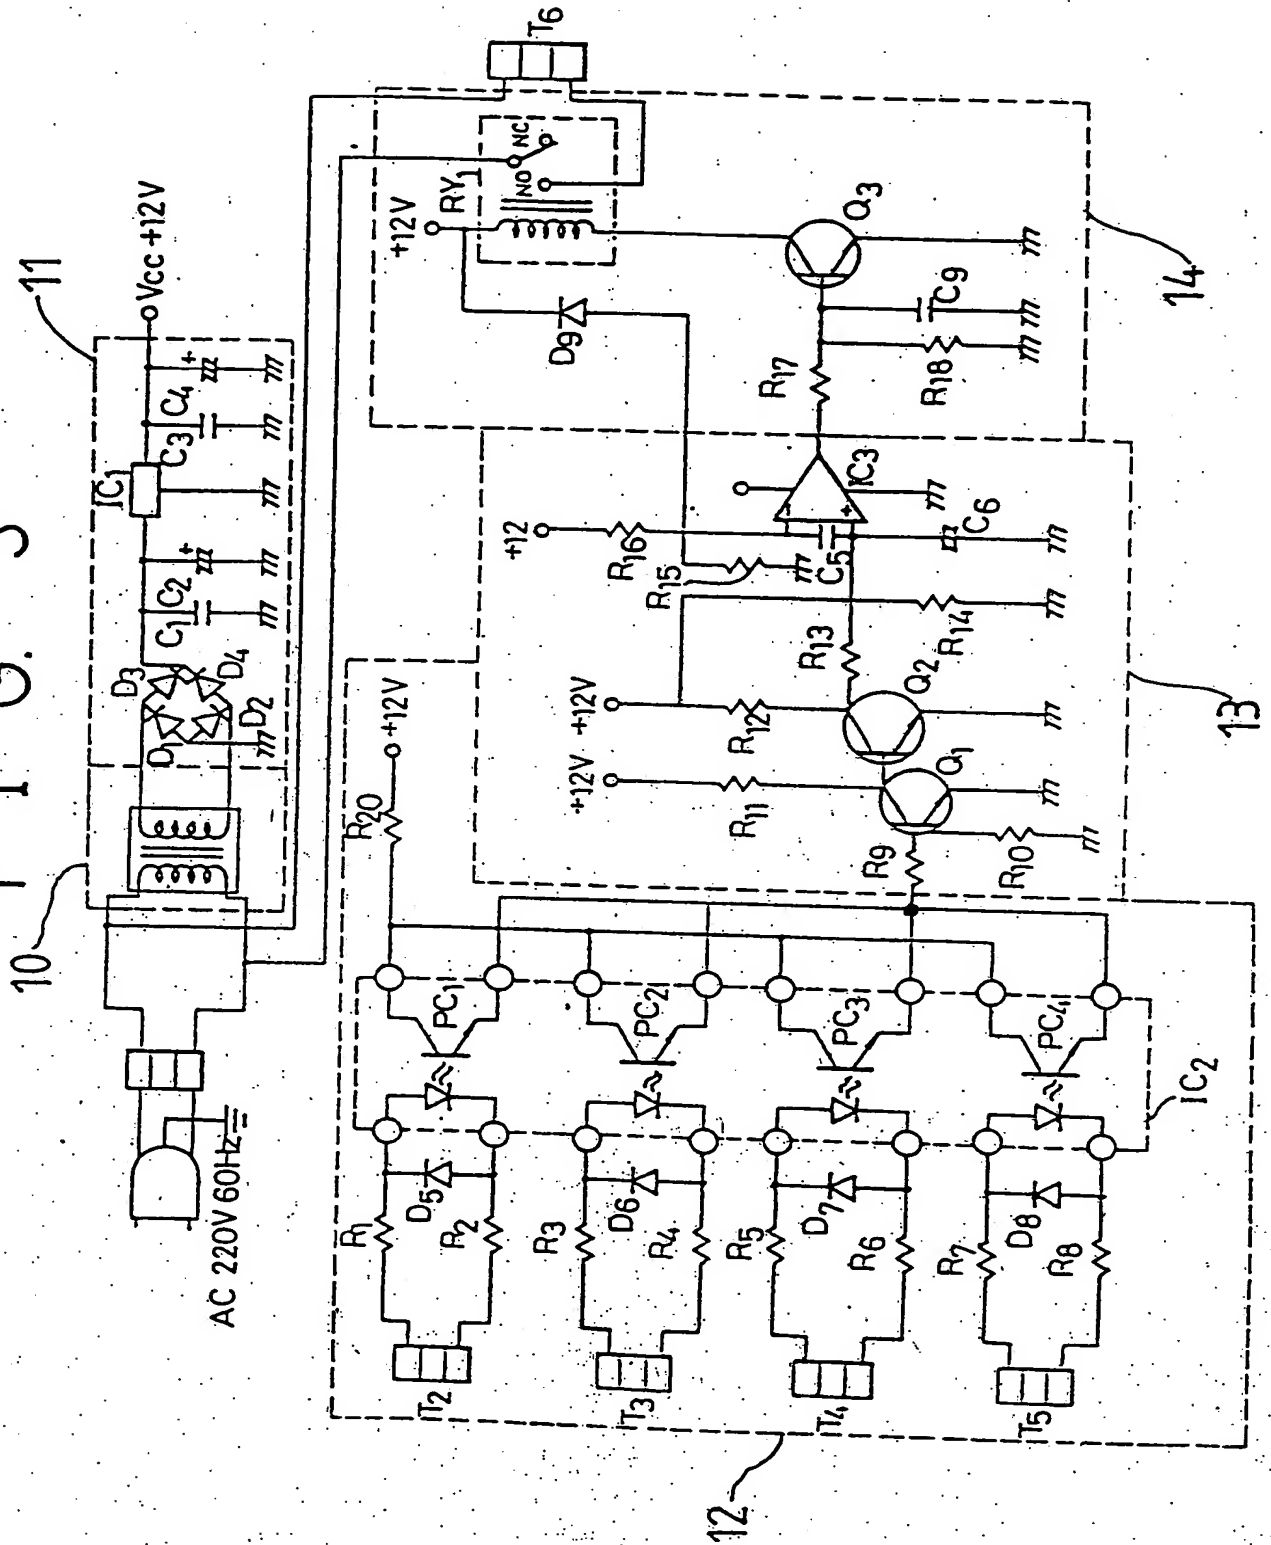 FIG. 3
10
11
Vcc +12V
IC1
C1
C2
C3
C4
D1
D2
D3
D4
AC 220V 60Hz
T6
+12V
RY1
NO
NC
D9
Q3
R17
R18
C9
14
+12
R16
R15
IC3
-
+
C5
C6
R14
R13
+12V
R12
Q2
+12V
R11
Q1
R9
R10
13
R20
+12V
PC1
PC2
PC3
PC4
IC2
R1
D5
R2
T2
R3
D6
R4
T3
R5
D7
R6
T4
R7
D8
R8
T5
12